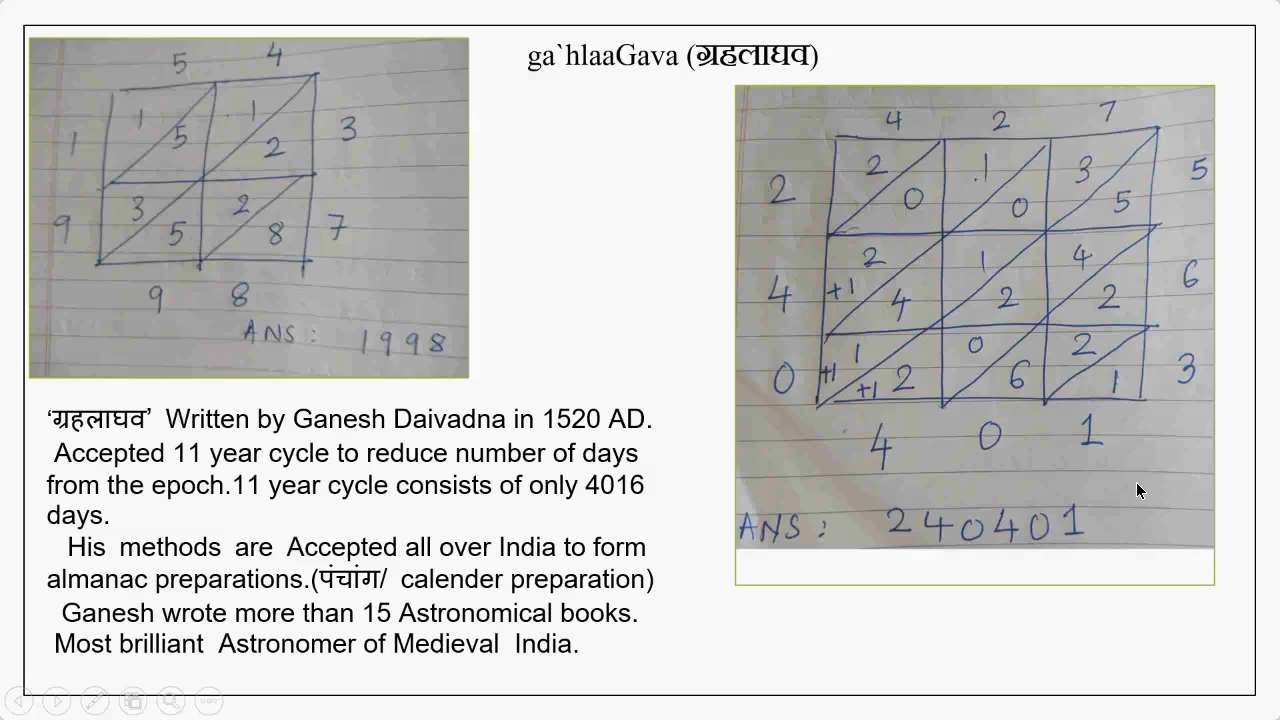 ga`hlaaGava (ग्रहलाघव)
5 4
1 1 5 1 2 3
9 3 5 2 8 7
9 8
ANS : 1998
4 2 7
2 2 0 .1 0 3 5 5
4 2 +1 4 1 2 4 2 6
0 +1 1 +1 2 0 6 2 1 3
4 0 1
ANS : 240401
‘ग्रहलाघव’ Written by Ganesh Daivadna in 1520 AD.
Accepted 11 year cycle to reduce number of days
from the epoch.11 year cycle consists of only 4016
days.
His methods are Accepted all over India to form
almanac preparations.(पंचांग/ calender preparation)
Ganesh wrote more than 15 Astronomical books.
Most brilliant Astronomer of Medieval India.